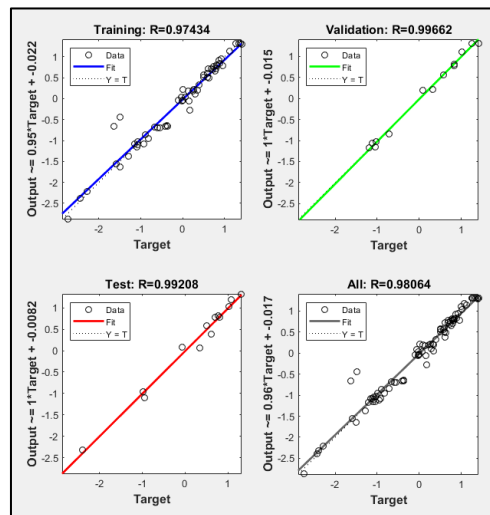 Training: R=0.97434
Output ~= 0.95*Target + -0.022
1
0.5
0
-0.5
-1
-1.5
-2
-2.5
Data
Fit
Y = T
-2 -1 0 1
Target
Validation: R=0.99662
Output ~= 1*Target + -0.015
1
0.5
0
-0.5
-1
-1.5
-2
-2.5
Data
Fit
Y = T
-2 -1 0 1
Target
Test: R=0.99208
Output ~= 1*Target + -0.0082
1
0.5
0
-0.5
-1
-1.5
-2
-2.5
Data
Fit
Y = T
-2 -1 0 1
Target
All: R=0.98064
Output ~= 0.96*Target + -0.017
1
0.5
0
-0.5
-1
-1.5
-2
-2.5
Data
Fit
Y = T
-2 -1 0 1
Target